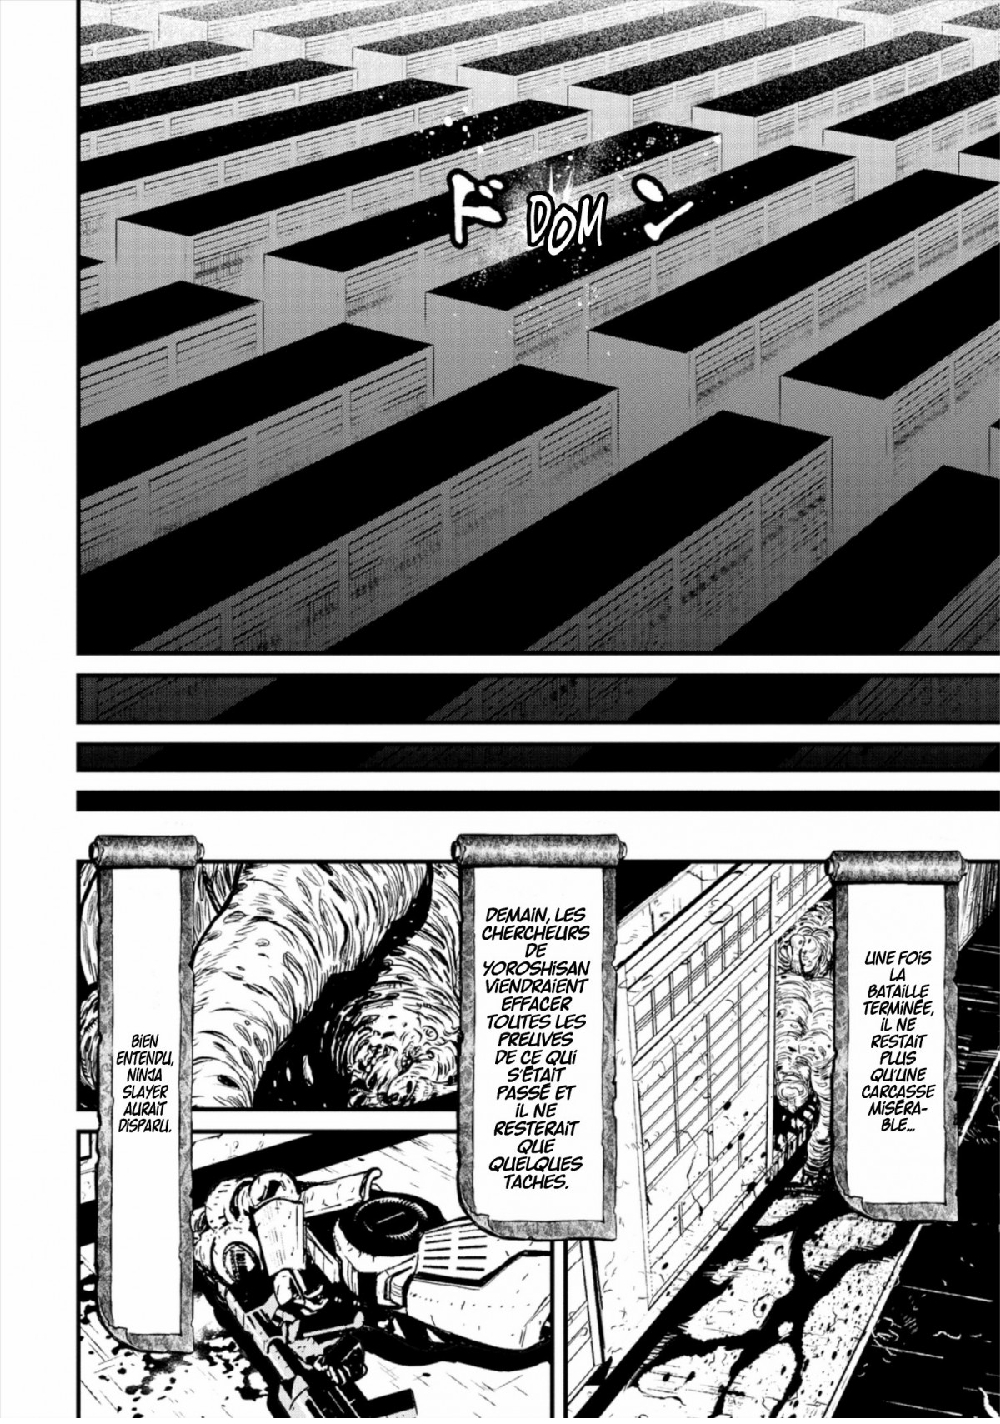 ドン
DOM
UNE FOIS
LA
BATAILLE
TERMINÉE,
IL NE
RESTAIT
PLUS
QU'UNE
CARCASSE
MISÉRA-
BLE...
DEMAIN, LES
CHERCHEURS
DE
YOROSHISAN
VIENDRAIENT
EFFACER
TOUTES LES
PREUVES
DE CE QUI
S'ÉTAIT
PASSÉ ET
IL NE
RESTERAIT
QUE
QUELQUES
TACHES.
BIEN
ENTENDU,
NINJA
SLAYER
AURAIT
DISPARU.